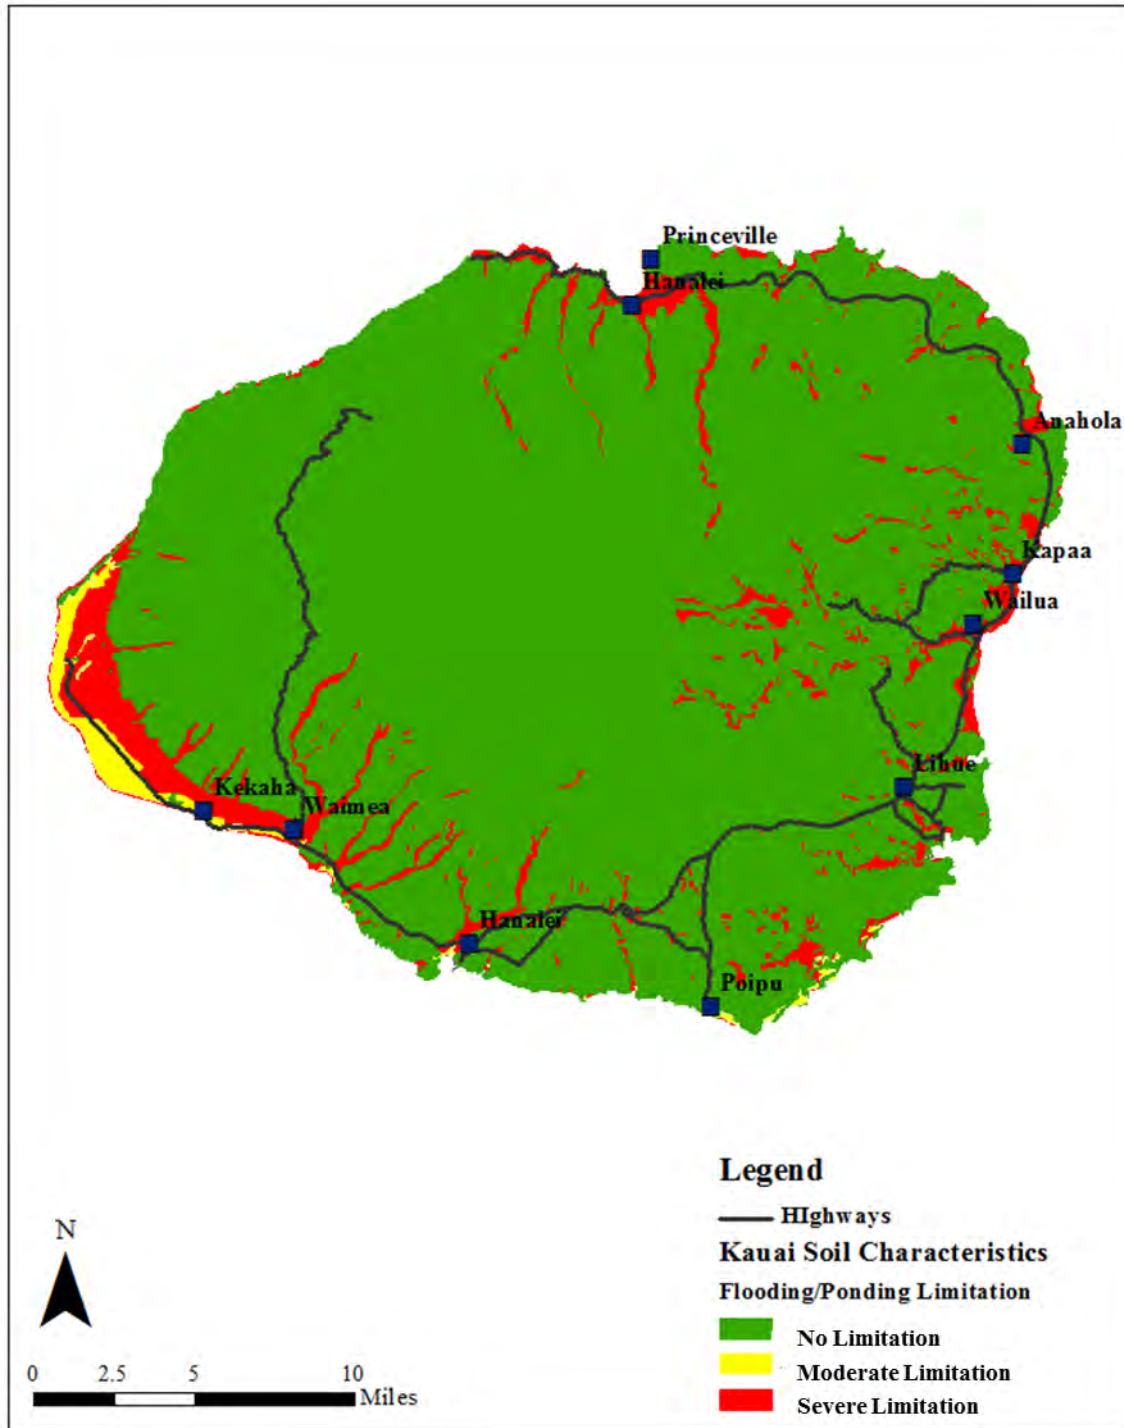 Princeville
Hanalei
Anahola
Kapaa
Wailua
Lihue
Kekaha
Waimea
Hanalei
Poipu
Legend
HIghways
Kauai Soil Characteristics
Flooding/Ponding Limitation
No Limitation
Moderate Limitation
Severe Limitation
N
0 2.5 5 10
Miles